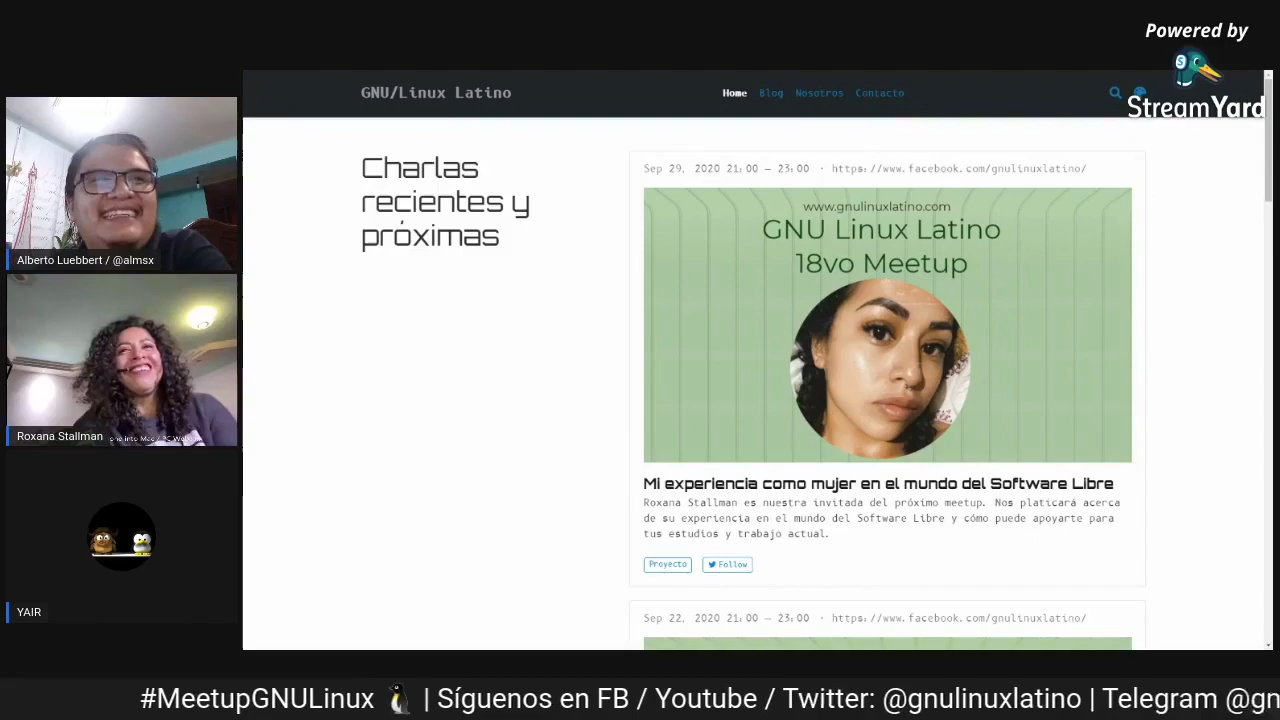 Powered by
StreamYard
GNU/Linux Latino
Home Blog Nosotros Contacto
Charlas
recientes y
próximas
Sep 29, 2020 21:00 – 23:00 · https://www.facebook.com/gnulinuxlatino/
www.gnulinuxlatino.com
GNU Linux Latino
18vo Meetup
Mi experiencia como mujer en el mundo del Software Libre
Roxana Stallman es nuestra invitada del próximo meetup. Nos platicará acerca
de su experiencia en el mundo del Software Libre y cómo puede apoyarte para
tus estudios y trabajo actual.
Proyecto Follow
Sep 22, 2020 21:00 – 23:00 · https://www.facebook.com/gnulinuxlatino/
Alberto Luebbert / @almsx
Roxana Stallman
YAIR
#MeetupGNULinux 🐧 | Síguenos en FB / Youtube / Twitter: @gnulinuxlatino | Telegram @gn